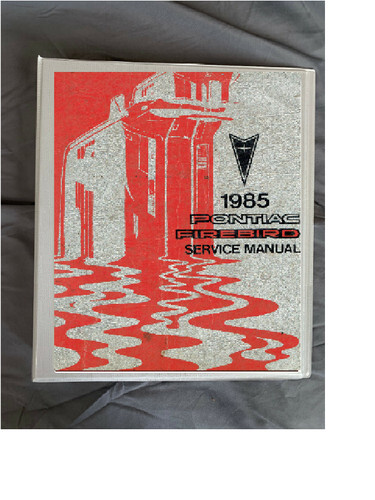 1985
PONTIAC
FIREBIRD
SERVICE MANUAL